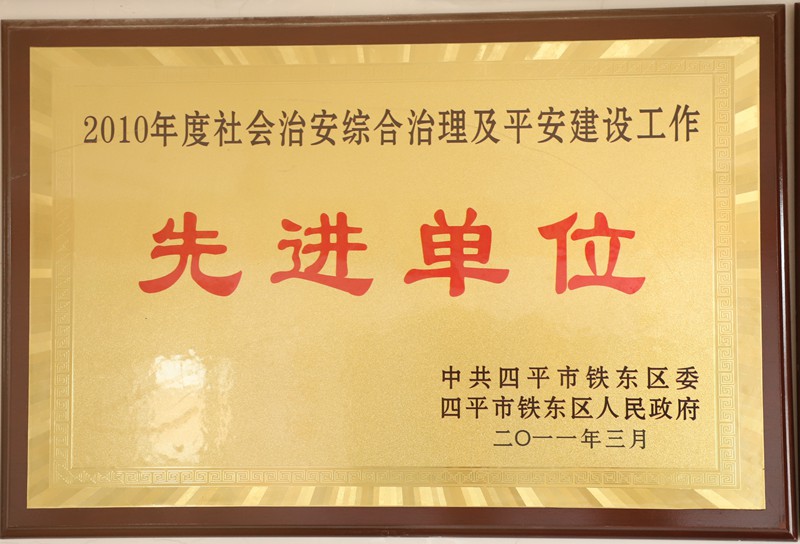 2010年度社会治安综合治理及平安建设工作
先进单位
中共四平市铁东区委
四平市铁东区人民政府
二〇一一年三月